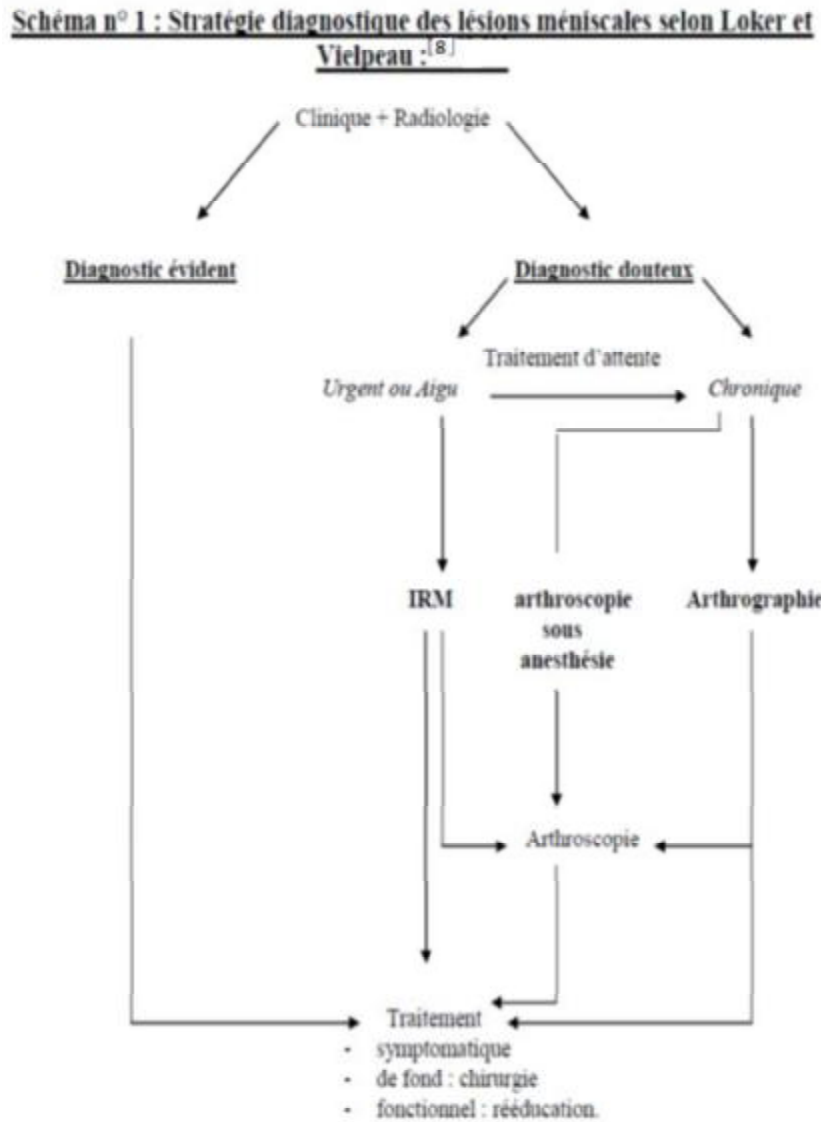 Schéma n° 1 : Stratégie diagnostique des lésions méniscales selon Loker et
Vielpeau :[8]
Clinique + Radiologie
Diagnostic évident
Diagnostic douteux
Traitement d'attente
Urgent ou Aigu
Chronique
IRM
arthroscopie
sous
anesthésie
Arthrographie
Arthroscopie
Traitement
- symptomatique
- de fond : chirurgie
- fonctionnel : rééducation.